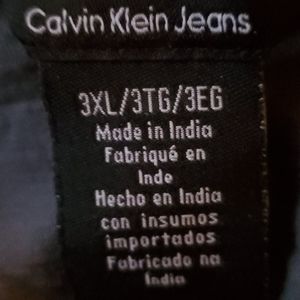 Calvin Klein Jeans
3XL/3TG/3EG
Made in India
Fabriqué en
Inde
Hecho en India
con insumos
importados
Fabricado na
India